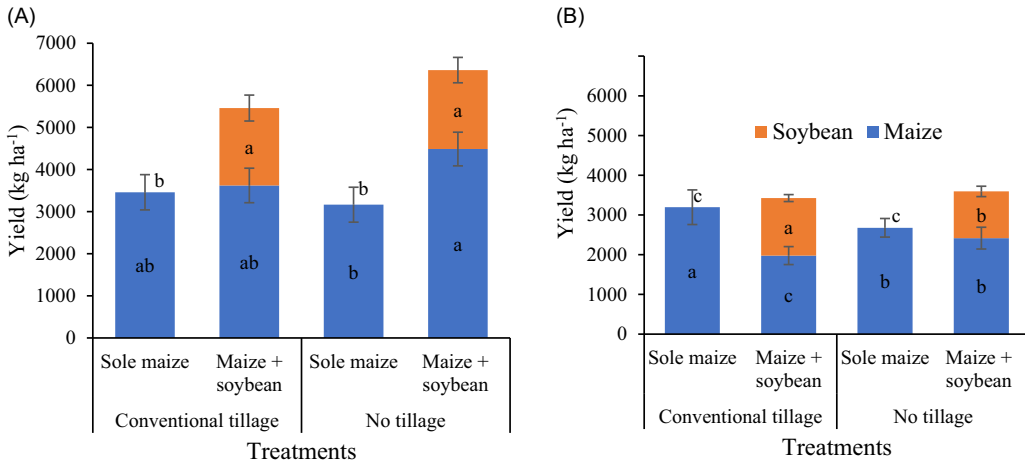 (A)
Yield (kg ha⁻¹)
7000
6000
5000
4000
3000
2000
1000
0
b
ab
a
ab
b
b
a
a
Sole maize
Maize +
soybean
Sole maize
Maize +
soybean
Conventional tillage
No tillage
Treatments
(B)
Yield (kg ha⁻¹)
6000
5000
4000
3000
2000
1000
0
Soybean Maize
c
a
a
c
c
b
b
b
Sole maize
Maize +
soybean
Sole maize
Maize +
soybean
Conventional tillage
No tillage
Treatments